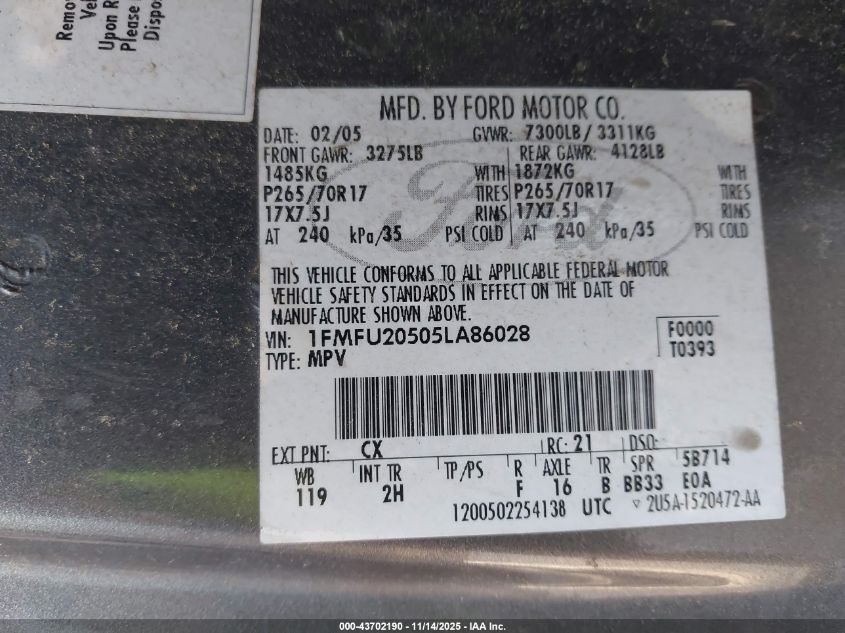 Remo
Ve
Upon R
Please
Dispo
MFD. BY FORD MOTOR CO.
DATE: 02/05 GVWR: 7300LB/ 3311KG
FRONT GAWR: 3275LB REAR GAWR: 4128LB
1485KG WITH 1872KG WITH
P265/70R17 TIRES P265/70R17 TIRES
17X7.5J RIMS 17X7.5J RIMS
AT 240 kPa/35 PSI COLD AT 240 kPa/35 PSI COLD
Ford
THIS VEHICLE CONFORMS TO ALL APPLICABLE FEDERAL MOTOR
VEHICLE SAFETY STANDARDS IN EFFECT ON THE DATE OF
MANUFACTURE SHOWN ABOVE.
VIN: 1FMFU20505LA86028 F0000
TYPE: MPV T0393
EXT PNT: CX RC: 21 DSO:
WB INT TR TP/PS R AXLE TR SPR 5B714
119 2H F 16 B BB33 E0A
1200502254138 UTC ▿ 2U5A-1520472-AA
000-43702190 - 11/14/2025 - IAA Inc.